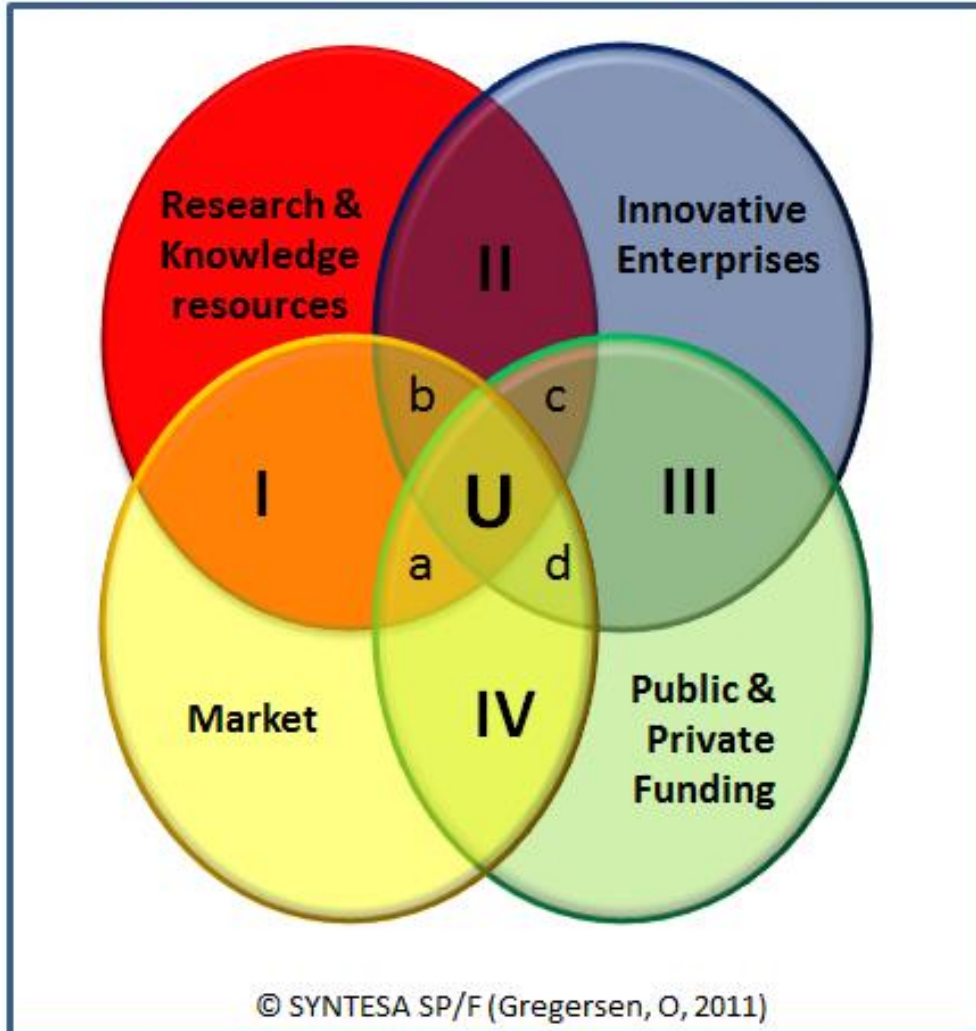 Research &
Knowledge
resources
Innovative
Enterprises
II
b
c
I
U
III
a
d
Market
IV
Public &
Private
Funding
© SYNTESA SP/F (Gregersen, O, 2011)